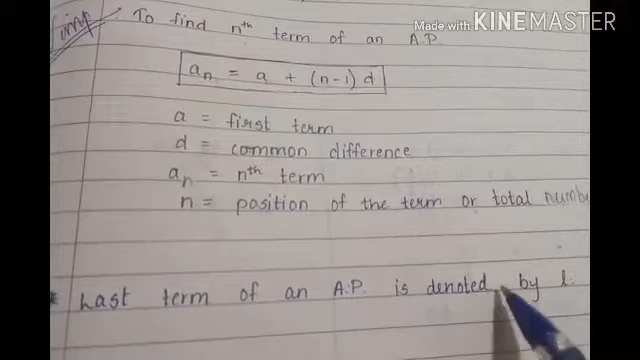 Made with KINEMASTER
imp
To find nth term of an A.P
an = a + (n-1) d
a = first term
d = common difference
an = nth term
n = position of the term or total numbe
* Last term of an A.P. is denoted by l.